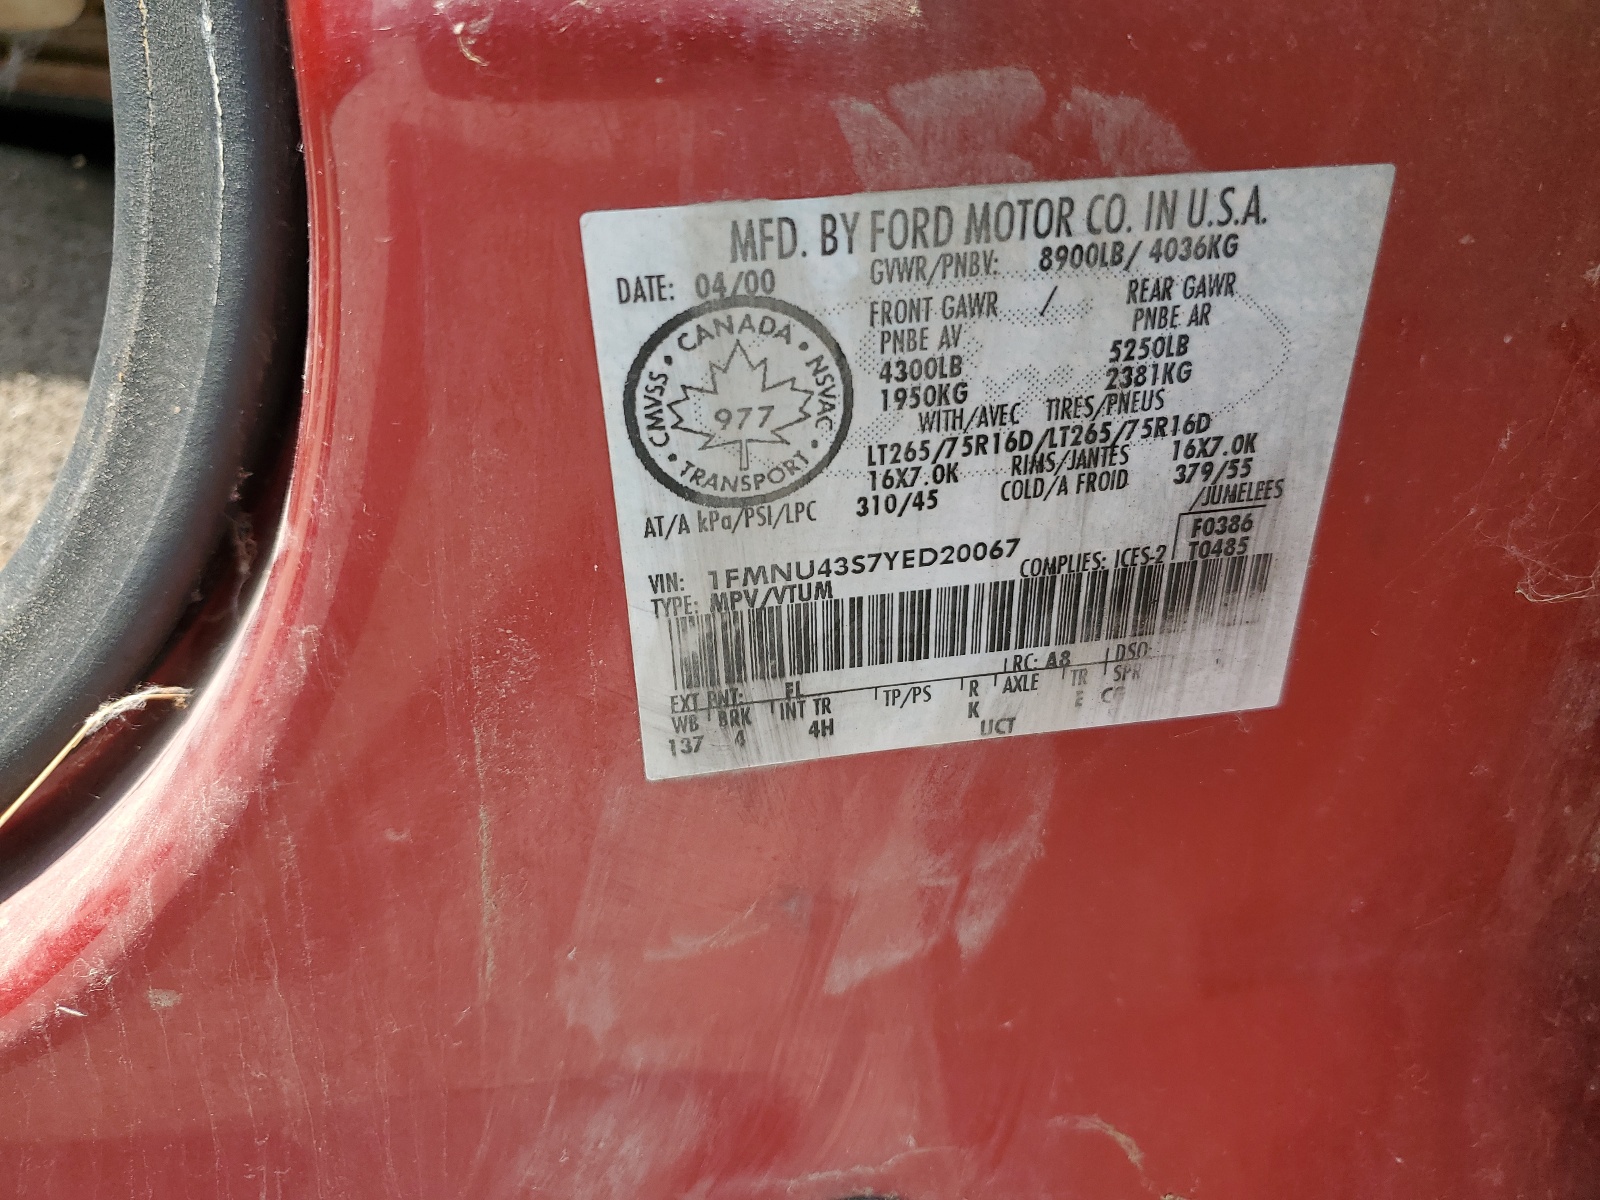 MFD. BY FORD MOTOR CO. IN U.S.A.
DATE: 04/00 GVWR/PNBV: 8900LB/ 4036KG
FRONT GAWR / REAR GAWR
PNBE AV PNBE AR
4300LB 5250LB
1950KG 2381KG
WITH/AVEC TIRES/PNEUS
LT265/75R16D/LT265/75R16D
16X7.0K RIMS/JANTES 16X7.0K
AT/A kPa/PSI/LPC 310/45 COLD/A FROID 379/55
/JUMELEES
CANADA • NSVAC • TRANSPORT • CMVSS •
977
F0386
VIN: 1FMNU43S7YED20067 COMPLIES: ICES-2 T0485
TYPE: MPV/VTUM
RC: A8 DSO:
EXT PNT: FL
WB BRK INT TR TP/PS R AXLE TR SPR
K
137 4 4H UCT E